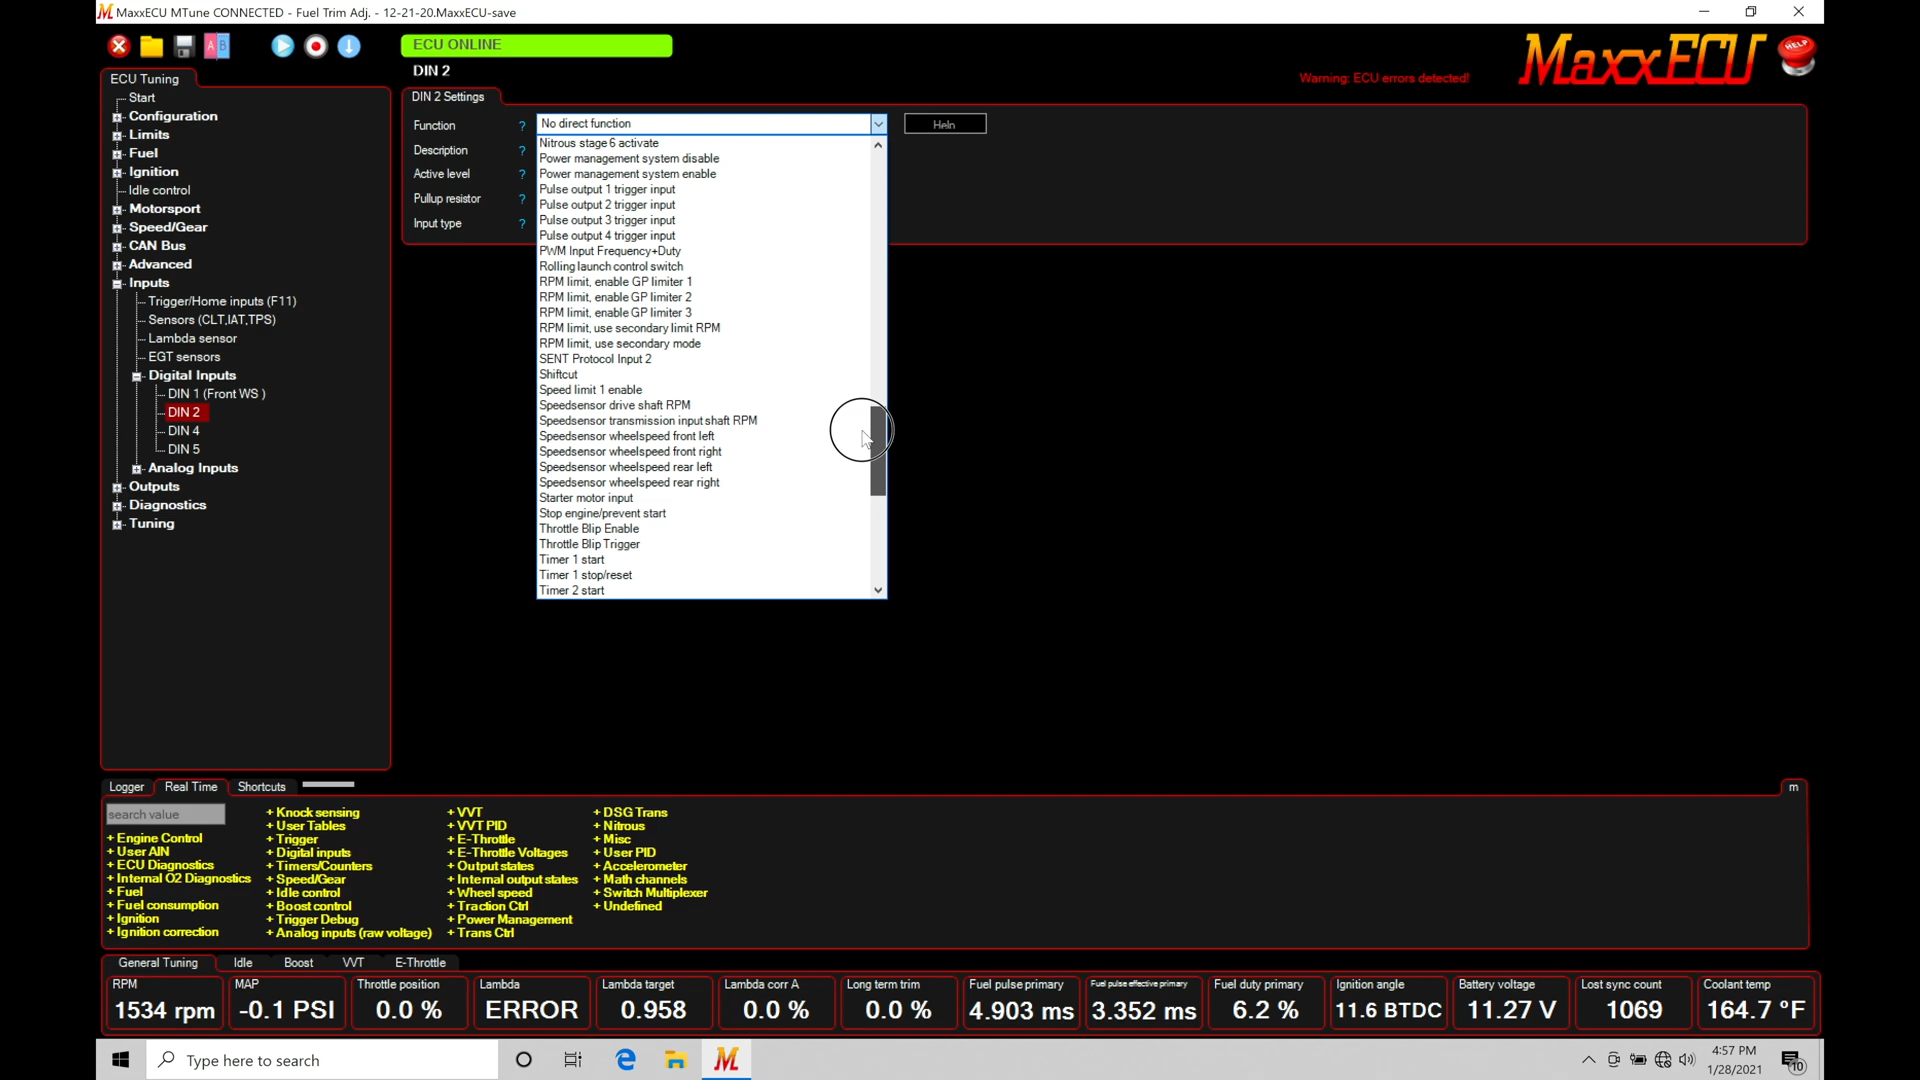 MaxxECU MTune CONNECTED - Fuel Trim Adj. - 12-21-20.MaxxECU-save
A B
ECU ONLINE
Warning: ECU errors detected!
MaxxECU
HELP
ECU Tuning
Start
Configuration
Limits
Fuel
Ignition
Idle control
Motorsport
Speed/Gear
CAN Bus
Advanced
Inputs
Trigger/Home inputs (F11)
Sensors (CLT,IAT,TPS)
Lambda sensor
EGT sensors
Digital Inputs
DIN 1 (Front WS )
DIN 2
DIN 4
DIN 5
Analog Inputs
Outputs
Diagnostics
Tuning
DIN 2
DIN 2 Settings
Function ? No direct function Help
Description ?
Active level ?
Pullup resistor ?
Input type ?
Nitrous stage 6 activate
Power management system disable
Power management system enable
Pulse output 1 trigger input
Pulse output 2 trigger input
Pulse output 3 trigger input
Pulse output 4 trigger input
PWM Input Frequency+Duty
Rolling launch control switch
RPM limit, enable GP limiter 1
RPM limit, enable GP limiter 2
RPM limit, enable GP limiter 3
RPM limit, use secondary limit RPM
RPM limit, use secondary mode
SENT Protocol Input 2
Shiftcut
Speed limit 1 enable
Speedsensor drive shaft RPM
Speedsensor transmission input shaft RPM
Speedsensor wheelspeed front left
Speedsensor wheelspeed front right
Speedsensor wheelspeed rear left
Speedsensor wheelspeed rear right
Starter motor input
Stop engine/prevent start
Throttle Blip Enable
Throttle Blip Trigger
Timer 1 start
Timer 1 stop/reset
Timer 2 start
Logger Real Time Shortcuts m
search value
+ Engine Control
+ User AIN
+ ECU Diagnostics
+ Internal O2 Diagnostics
+ Fuel
+ Fuel consumption
+ Ignition
+ Ignition correction
+ Knock sensing
+ User Tables
+ Trigger
+ Digital inputs
+ Timers/Counters
+ Speed/Gear
+ Idle control
+ Boost control
+ Trigger Debug
+ Analog inputs (raw voltage)
+ VVT
+ VVT PID
+ E-Throttle
+ E-Throttle Voltages
+ Output states
+ Internal output states
+ Wheel speed
+ Traction Ctrl
+ Power Management
+ Trans Ctrl
+ DSG Trans
+ Nitrous
+ Misc
+ User PID
+ Accelerometer
+ Math channels
+ Switch Multiplexer
+ Undefined
General Tuning Idle Boost VVT E-Throttle
RPM MAP Throttle position Lambda Lambda target Lambda corr A Long term trim Fuel pulse primary Fuel pulse effective primary Fuel duty primary Ignition angle Battery voltage Lost sync count Coolant temp
1534 rpm -0.1 PSI 0.0 % ERROR 0.958 0.0 % 0.0 % 4.903 ms 3.352 ms 6.2 % 11.6 BTDC 11.27 V 1069 164.7 °F
Type here to search
4:57 PM
1/28/2021
10